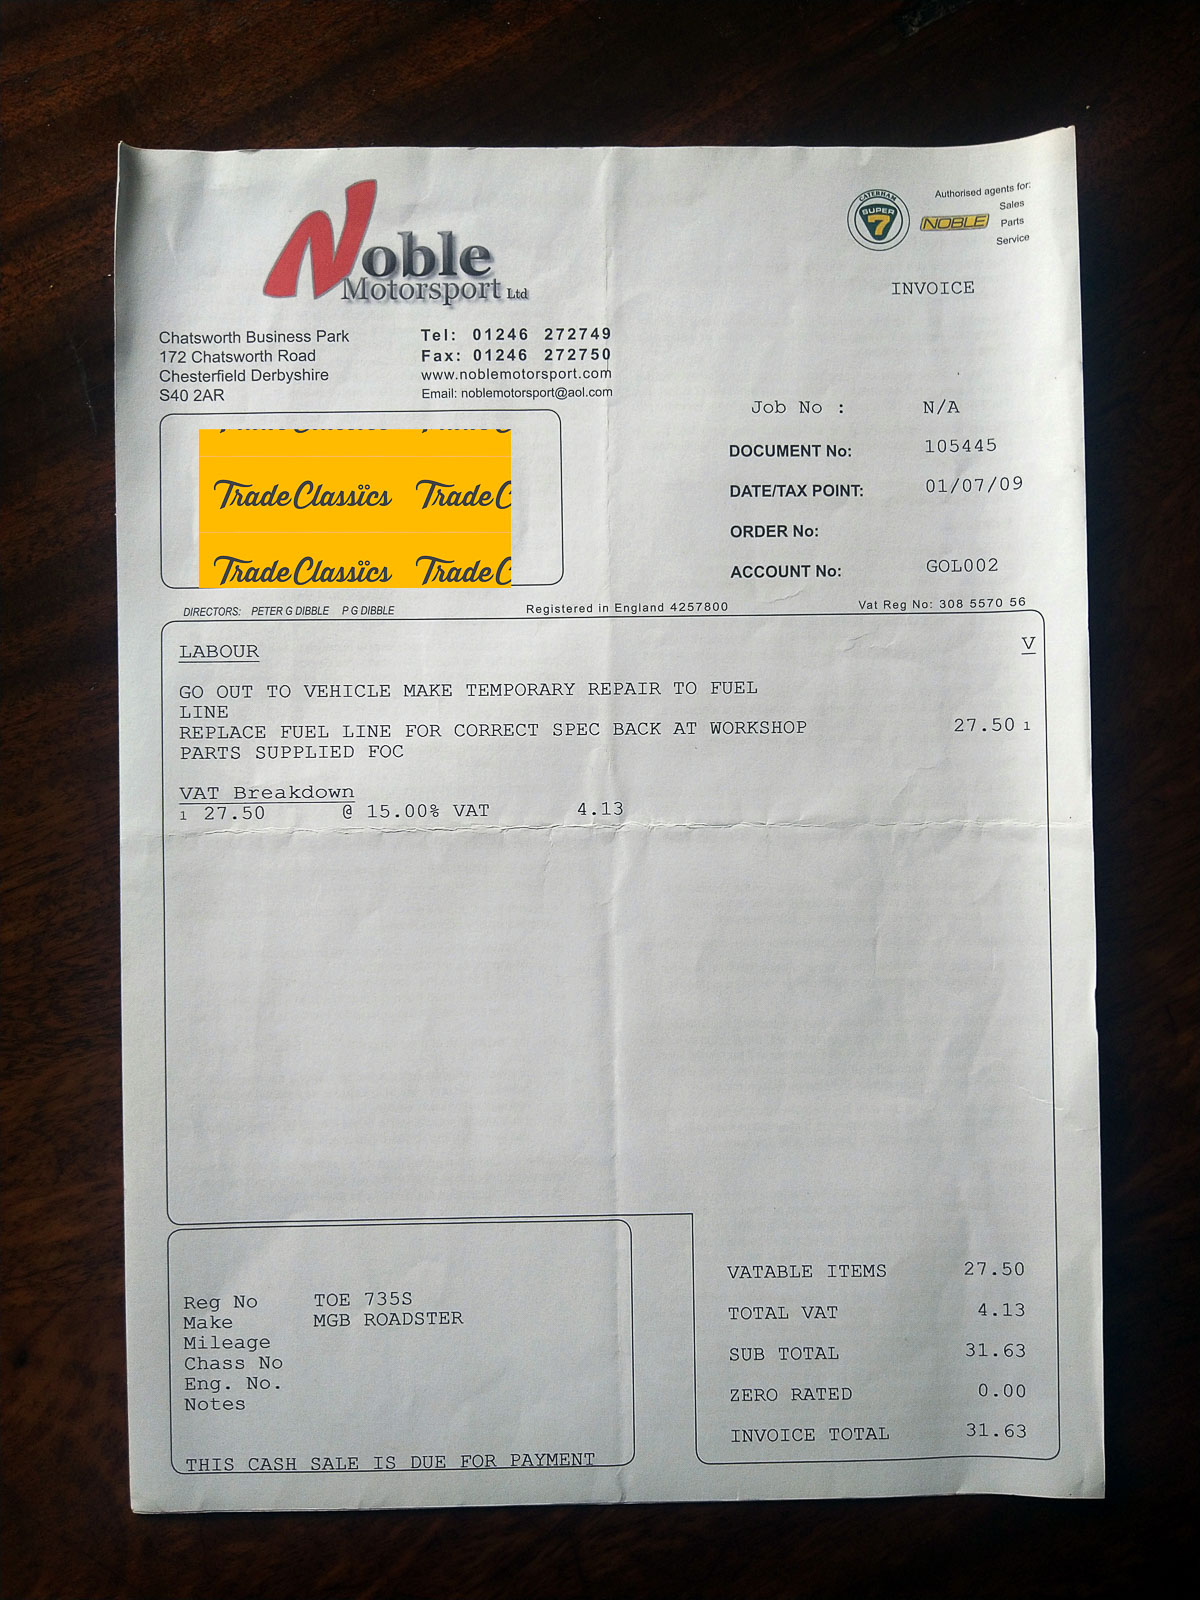 Noble
Motorsport Ltd
CATERHAM
SUPER
7
NOBLE
Authorised agents for:
Sales
Parts
Service
INVOICE
Chatsworth Business Park
172 Chatsworth Road
Chesterfield Derbyshire
S40 2AR
Tel: 01246 272749
Fax: 01246 272750
www.noblemotorsport.com
Email: noblemotorsport@aol.com
Job No : N/A
DOCUMENT No: 105445
DATE/TAX POINT: 01/07/09
ORDER No:
ACCOUNT No: GOL002
Trade Classics Trade C
Trade Classics Trade C
DIRECTORS: PETER G DIBBLE P G DIBBLE
Registered in England 4257800
Vat Reg No: 308 5570 56
LABOUR V
GO OUT TO VEHICLE MAKE TEMPORARY REPAIR TO FUEL
LINE
REPLACE FUEL LINE FOR CORRECT SPEC BACK AT WORKSHOP 27.50 1
PARTS SUPPLIED FOC
VAT Breakdown
1 27.50 @ 15.00% VAT 4.13
Reg No TOE 735S
Make MGB ROADSTER
Mileage
Chass No
Eng. No.
Notes
THIS CASH SALE IS DUE FOR PAYMENT
VATABLE ITEMS 27.50
TOTAL VAT 4.13
SUB TOTAL 31.63
ZERO RATED 0.00
INVOICE TOTAL 31.63